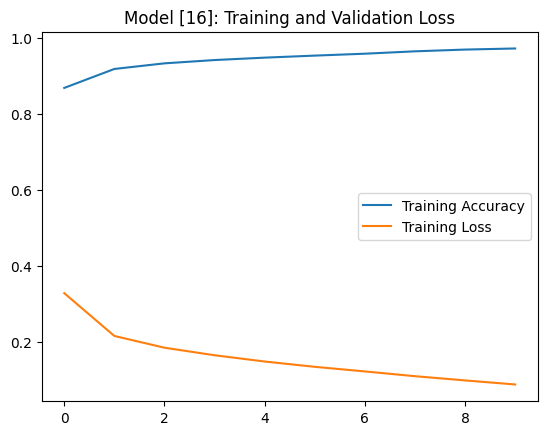 Model [16]: Training and Validation Loss
1.0
0.8
0.6
0.4
0.2
Training Accuracy
Training Loss
0 2 4 6 8